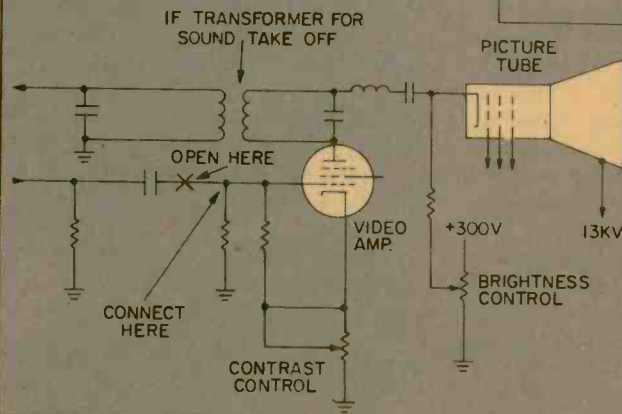 IF TRANSFORMER FOR
SOUND TAKE OFF
PICTURE
TUBE
OPEN HERE
VIDEO
AMP.
+300V
13KV
BRIGHTNESS
CONTROL
CONNECT
HERE
CONTRAST
CONTROL